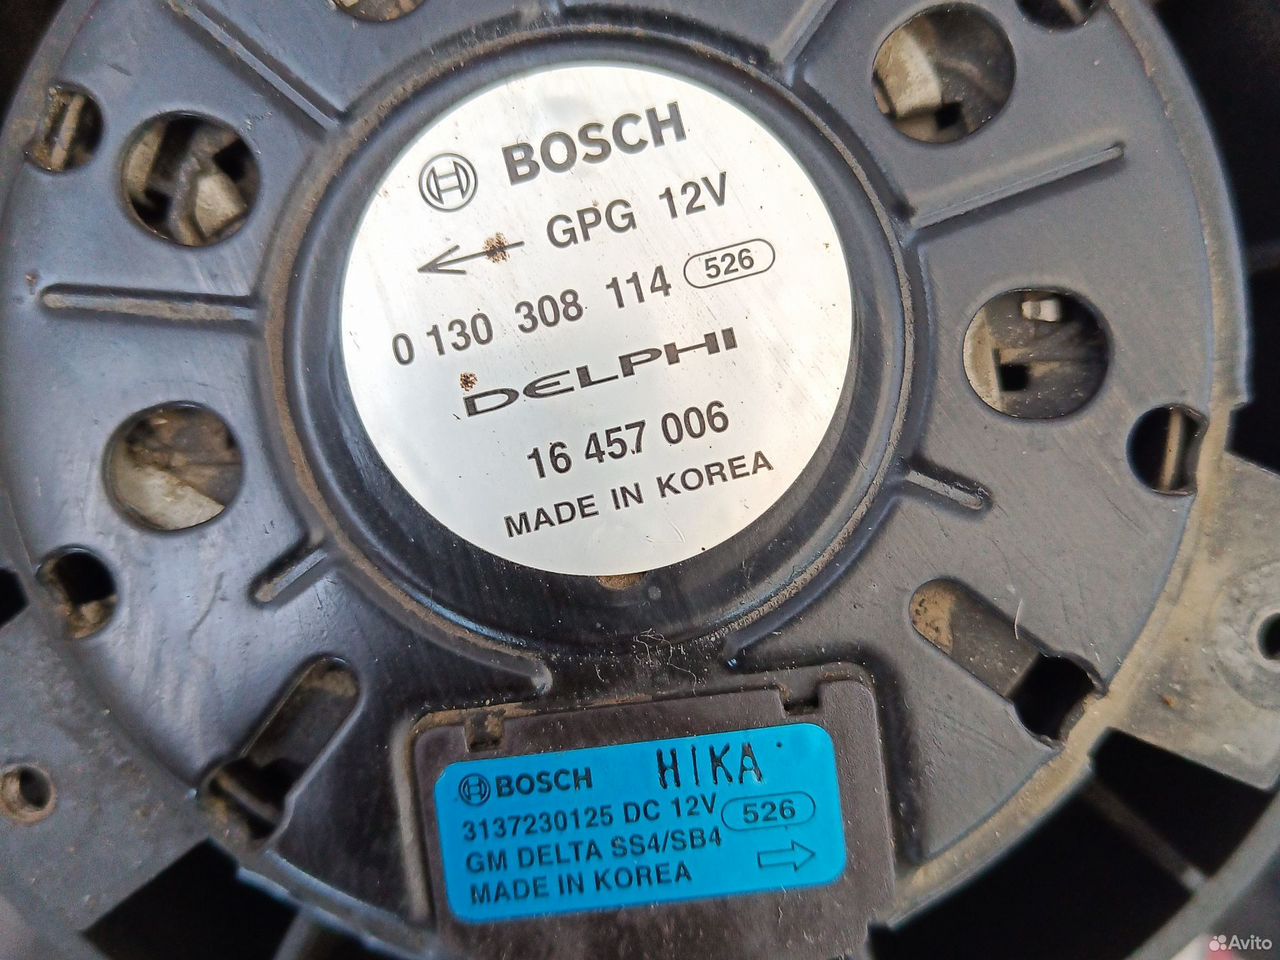 BOSCH
GPG 12V
0 130 308 114 526
DELPHI
16 457 006
MADE IN KOREA
BOSCH HIKA
3137230125 DC 12V 526
GM DELTA SS4/SB4
MADE IN KOREA
Avito